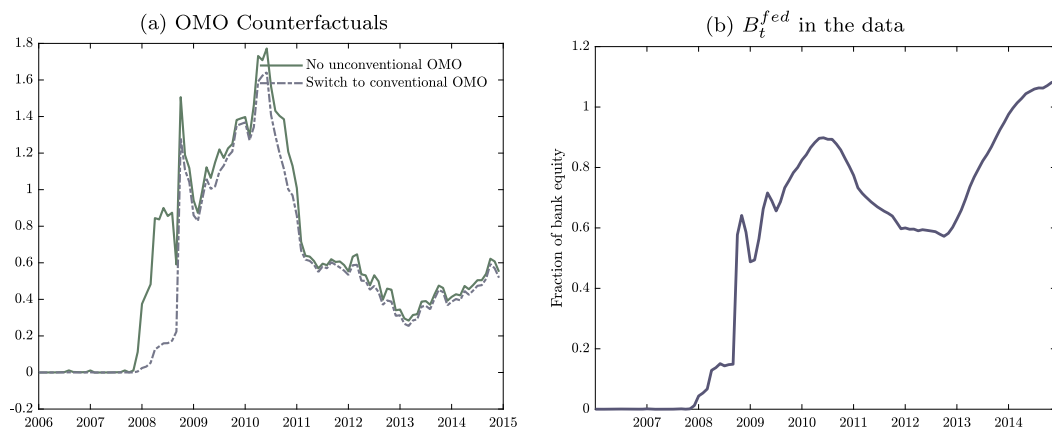 (a) OMO Counterfactuals
1.8
1.6
1.4
1.2
1
0.8
0.6
0.4
0.2
0
-0.2
2006 2007 2008 2009 2010 2011 2012 2013 2014 2015
No unconventional OMO
Switch to conventional OMO
(b) B_t^{fed} in the data
Fraction of bank equity
1.2
1
0.8
0.6
0.4
0.2
0
2007 2008 2009 2010 2011 2012 2013 2014